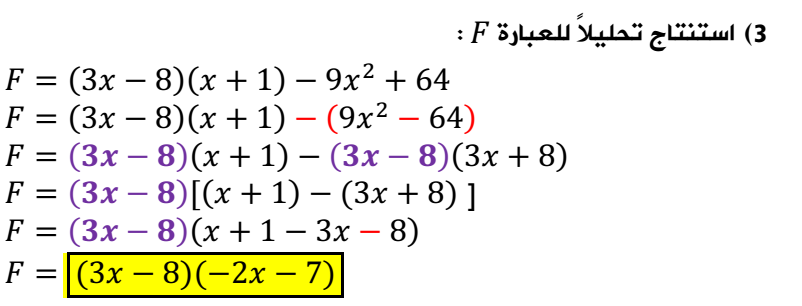 3) استنتاج تحليلاً للعبارة F :
F = (3x − 8)(x + 1) − 9x² + 64
F = (3x − 8)(x + 1) − (9x² − 64)
F = (3x − 8)(x + 1) − (3x − 8)(3x + 8)
F = (3x − 8)[(x + 1) − (3x + 8) ]
F = (3x − 8)(x + 1 − 3x − 8)
F = (3x − 8)(−2x − 7)